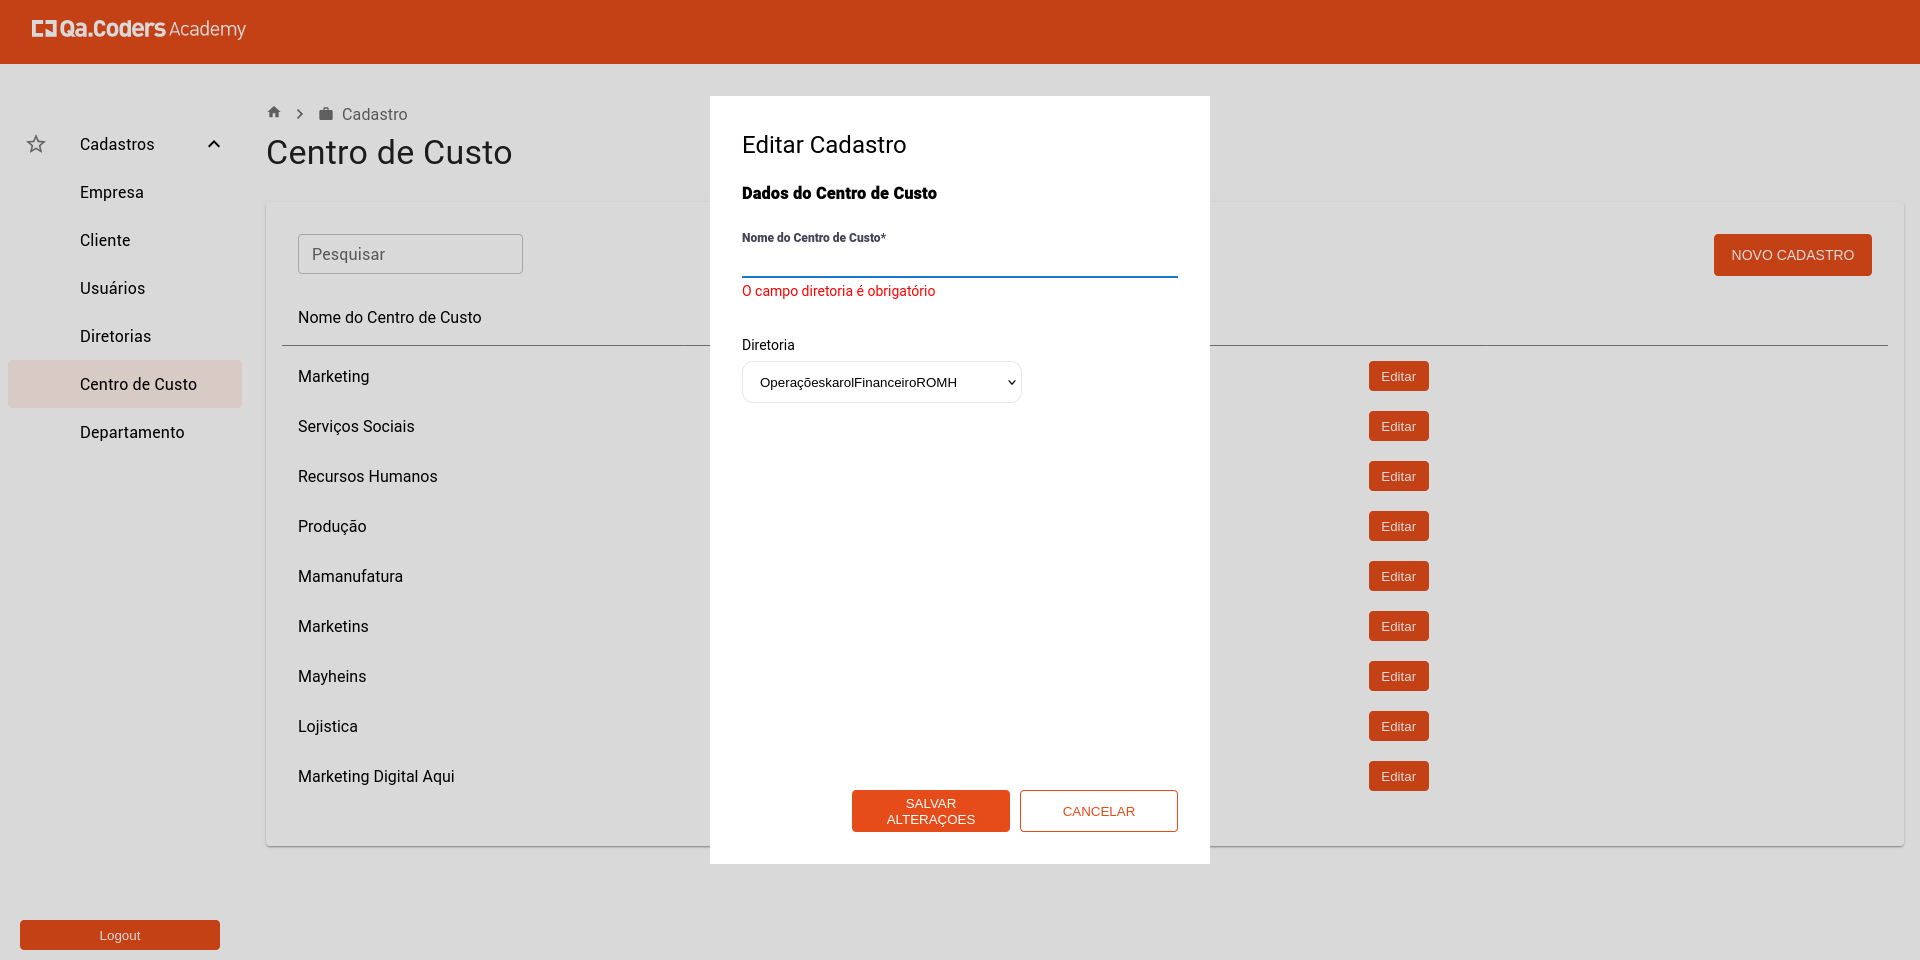 Qa.Coders Academy
Cadastros
Empresa
Cliente
Usuários
Diretorias
Centro de Custo
Departamento
Logout
Cadastro
Centro de Custo
Pesquisar
NOVO CADASTRO
Nome do Centro de Custo
Marketing
Editar
Serviços Sociais
Editar
Recursos Humanos
Editar
Produção
Editar
Mamanufatura
Editar
Marketins
Editar
Mayheins
Editar
Lojistica
Editar
Marketing Digital Aqui
Editar
Editar Cadastro
Dados do Centro de Custo
Nome do Centro de Custo*
O campo diretoria é obrigatório
Diretoria
OperaçõeskarolFinanceiroROMH
SALVAR
ALTERAÇOES
CANCELAR